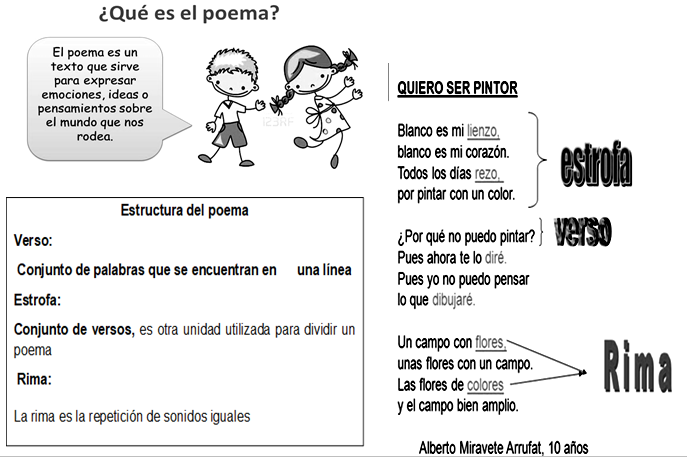 ¿Qué es el poema?
El poema es un
texto que sirve
para expresar
emociones, ideas o
pensamientos sobre
el mundo que nos
rodea.
123RF
Estructura del poema
Verso:
Conjunto de palabras que se encuentran en una línea
Estrofa:
Conjunto de versos, es otra unidad utilizada para dividir un
poema
Rima:
La rima es la repetición de sonidos iguales
QUIERO SER PINTOR
Blanco es mi lienzo,
blanco es mi corazón.
Todos los días rezo,
por pintar con un color.
estrofa
¿Por qué no puedo pintar?
verso
Pues ahora te lo diré.
Pues yo no puedo pensar
lo que dibujaré.
Un campo con flores,
unas flores con un campo.
Las flores de colores
y el campo bien amplio.
Rima
Alberto Miravete Arrufat, 10 años